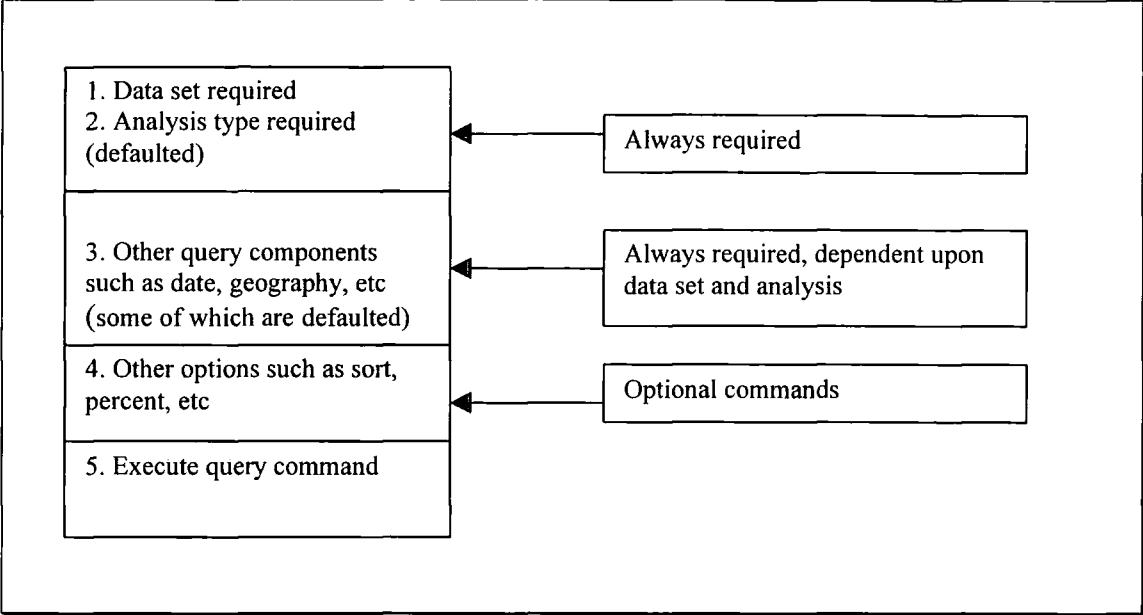 1. Data set required
2. Analysis type required
(defaulted)
Always required
3. Other query components
such as date, geography, etc
(some of which are defaulted)
Always required, dependent upon
data set and analysis
4. Other options such as sort,
percent, etc
Optional commands
5. Execute query command